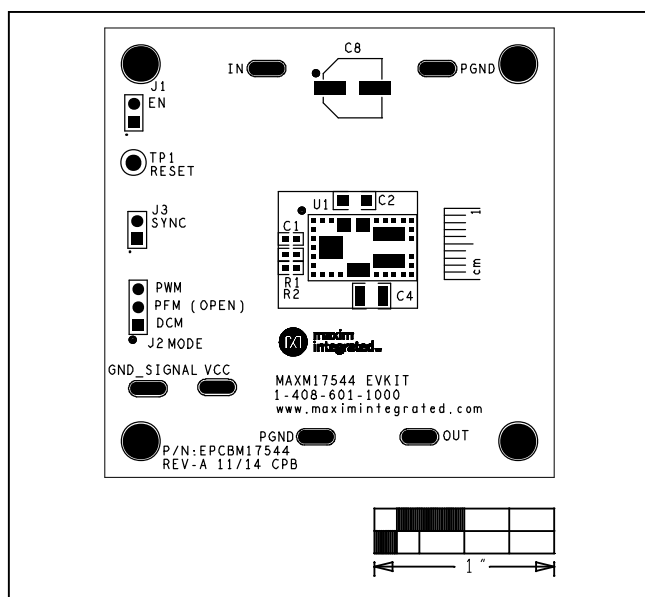 C8
IN
PGND
J1
EN
TP1
RESET
J3
SYNC
U1
C2
C1
R1
R2
C4
1
cm
PWM
PFM (OPEN)
DCM
J2 MODE
maxim
integrated™
GND_SIGNAL VCC
MAXM17544 EVKIT
1-408-601-1000
www.maximintegrated.com
PGND
OUT
P/N:EPCBM17544
REV-A 11/14 CPB
1"